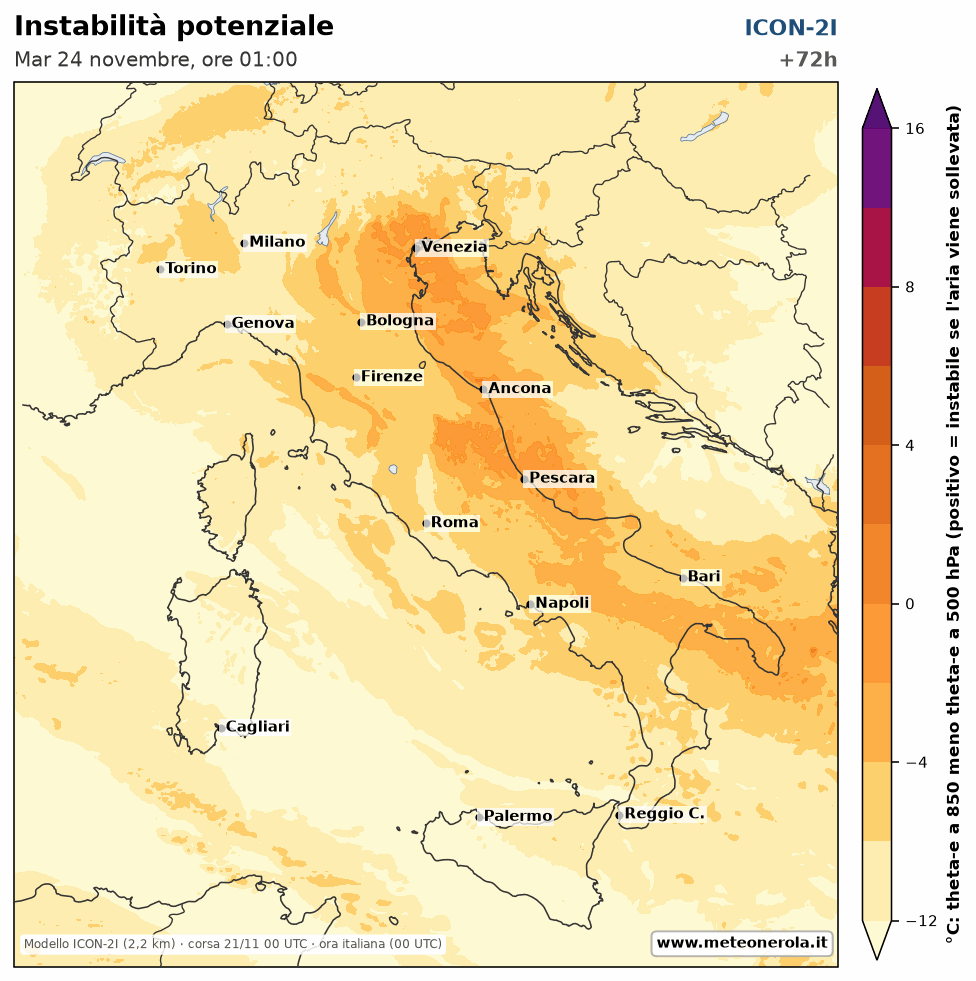 Instabilità potenziale
ICON-2I
Mar 24 novembre, ore 01:00
+72h
Milano
Venezia
Torino
Genova
Bologna
Firenze
Ancona
Pescara
Roma
Bari
Napoli
Cagliari
Palermo
Reggio C.
16
8
4
0
−4
−12
°C: theta-e a 850 meno theta-e a 500 hPa (positivo = instabile se l'aria viene sollevata)
Modello ICON-2I (2,2 km) · corsa 21/11 00 UTC · ora italiana (00 UTC)
www.meteonerola.it